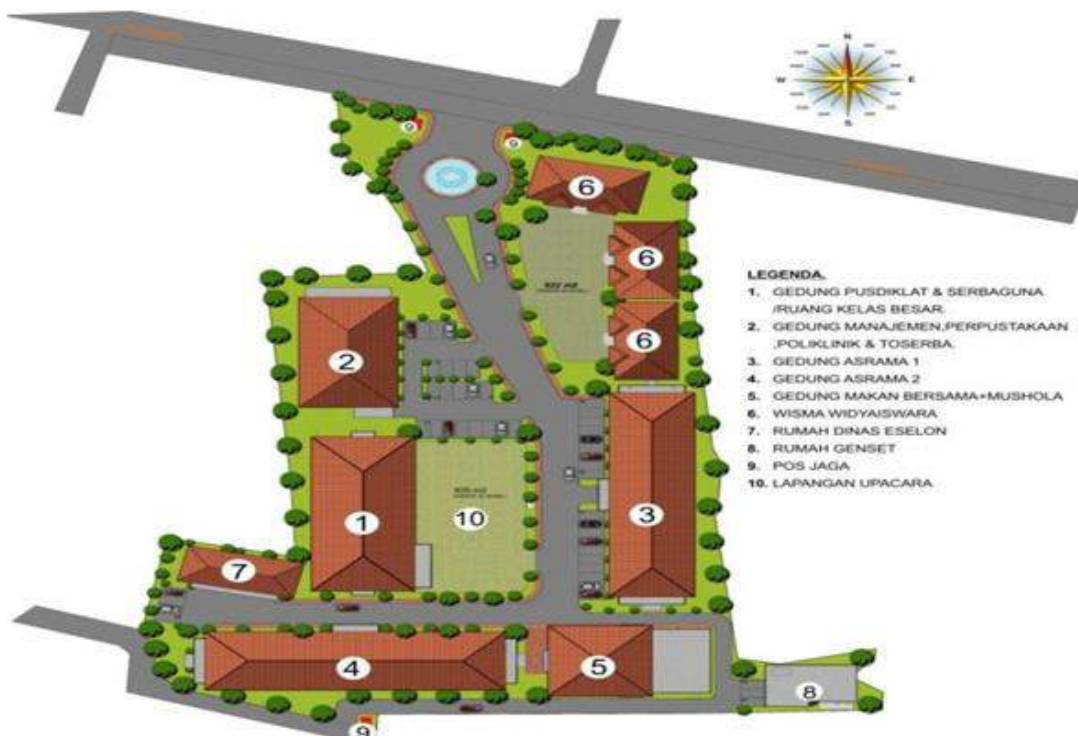 N
W
E
S
9
9
6
6
6
2
1
10
3
7
4
5
8
9
LEGENDA.
1. GEDUNG PUSDIKLAT & SERBAGUNA
/RUANG KELAS BESAR.
2. GEDUNG MANAJEMEN,PERPUSTAKAAN
,POLIKLINIK & TOSERBA.
3. GEDUNG ASRAMA 1
4. GEDUNG ASRAMA 2
5. GEDUNG MAKAN BERSAMA+MUSHOLA
6. WISMA WIDYAISWARA
7. RUMAH DINAS ESELON
8. RUMAH GENSET
9. POS JAGA
10. LAPANGAN UPACARA